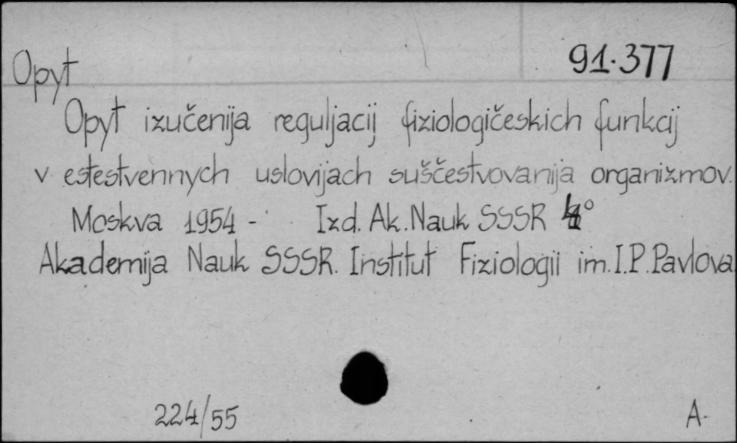 Opyt
91.377
Opyt izučenija reguljacij fiziologičeskich funkcij
v estestvennych uslovijach suščestvovanija organizmov.
Moskva 1954 - Izd. Ak. Nauk SSSR 4°
Akademija Nauk SSSR. Institut Fiziologii im. I.P. Pavlova
224/55
A.